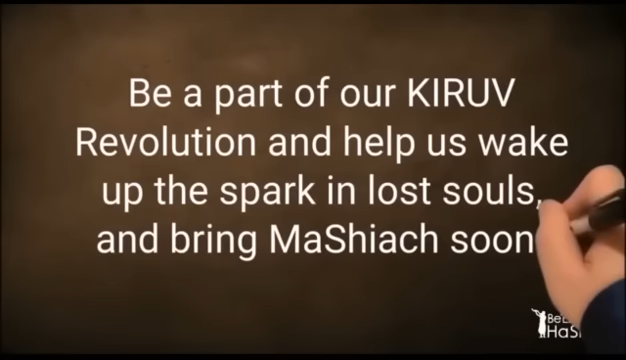 Be a part of our KIRUV
Revolution and help us wake
up the spark in lost souls,
and bring MaShiach soon